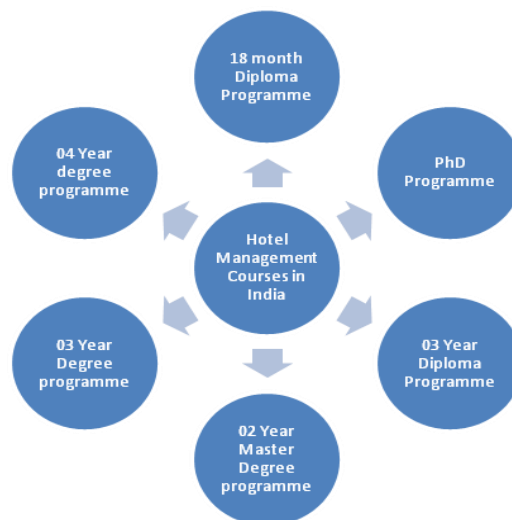 18 month
Diploma
Programme
04 Year
degree
programme
PhD
Programme
Hotel
Management
Courses in
India
03 Year
Degree
programme
03 Year
Diploma
Programme
02 Year
Master
Degree
programme